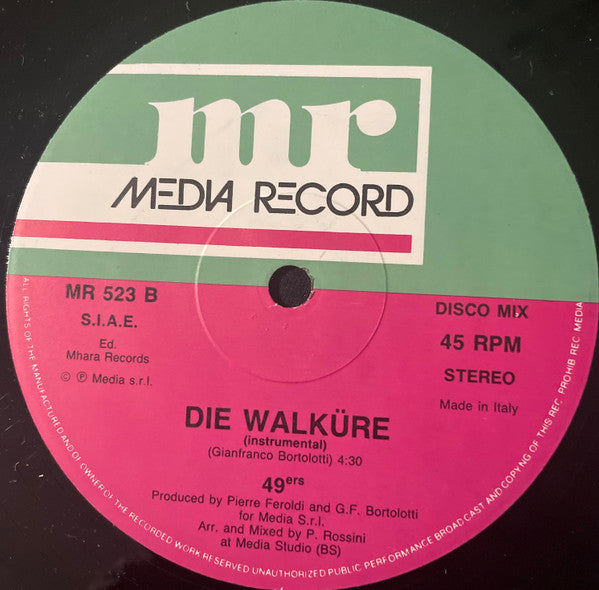 mr
MEDIA RECORD
MR 523 B
S.I.A.E.
Ed.
Mhara Records
© ℗ Media s.r.l.
DISCO MIX
45 RPM
STEREO
Made in Italy
DIE WALKÜRE
(instrumental)
(Gianfranco Bortolotti) 4:30
49ers
Produced by Pierre Feroldi and G.F. Bortolotti
for Media S.r.l.
Arr. and Mixed by P. Rossini
at Media Studio (BS)
ALL RIGHTS OF THE MANUFACTURED AND OF OWNER OF THE RECORDED WORK RESERVED UNAUTHORIZED PUBLIC PERFORMANCE BROADCAST AND COPYNG OF THIS REC. PROHIB REC. MEDIA